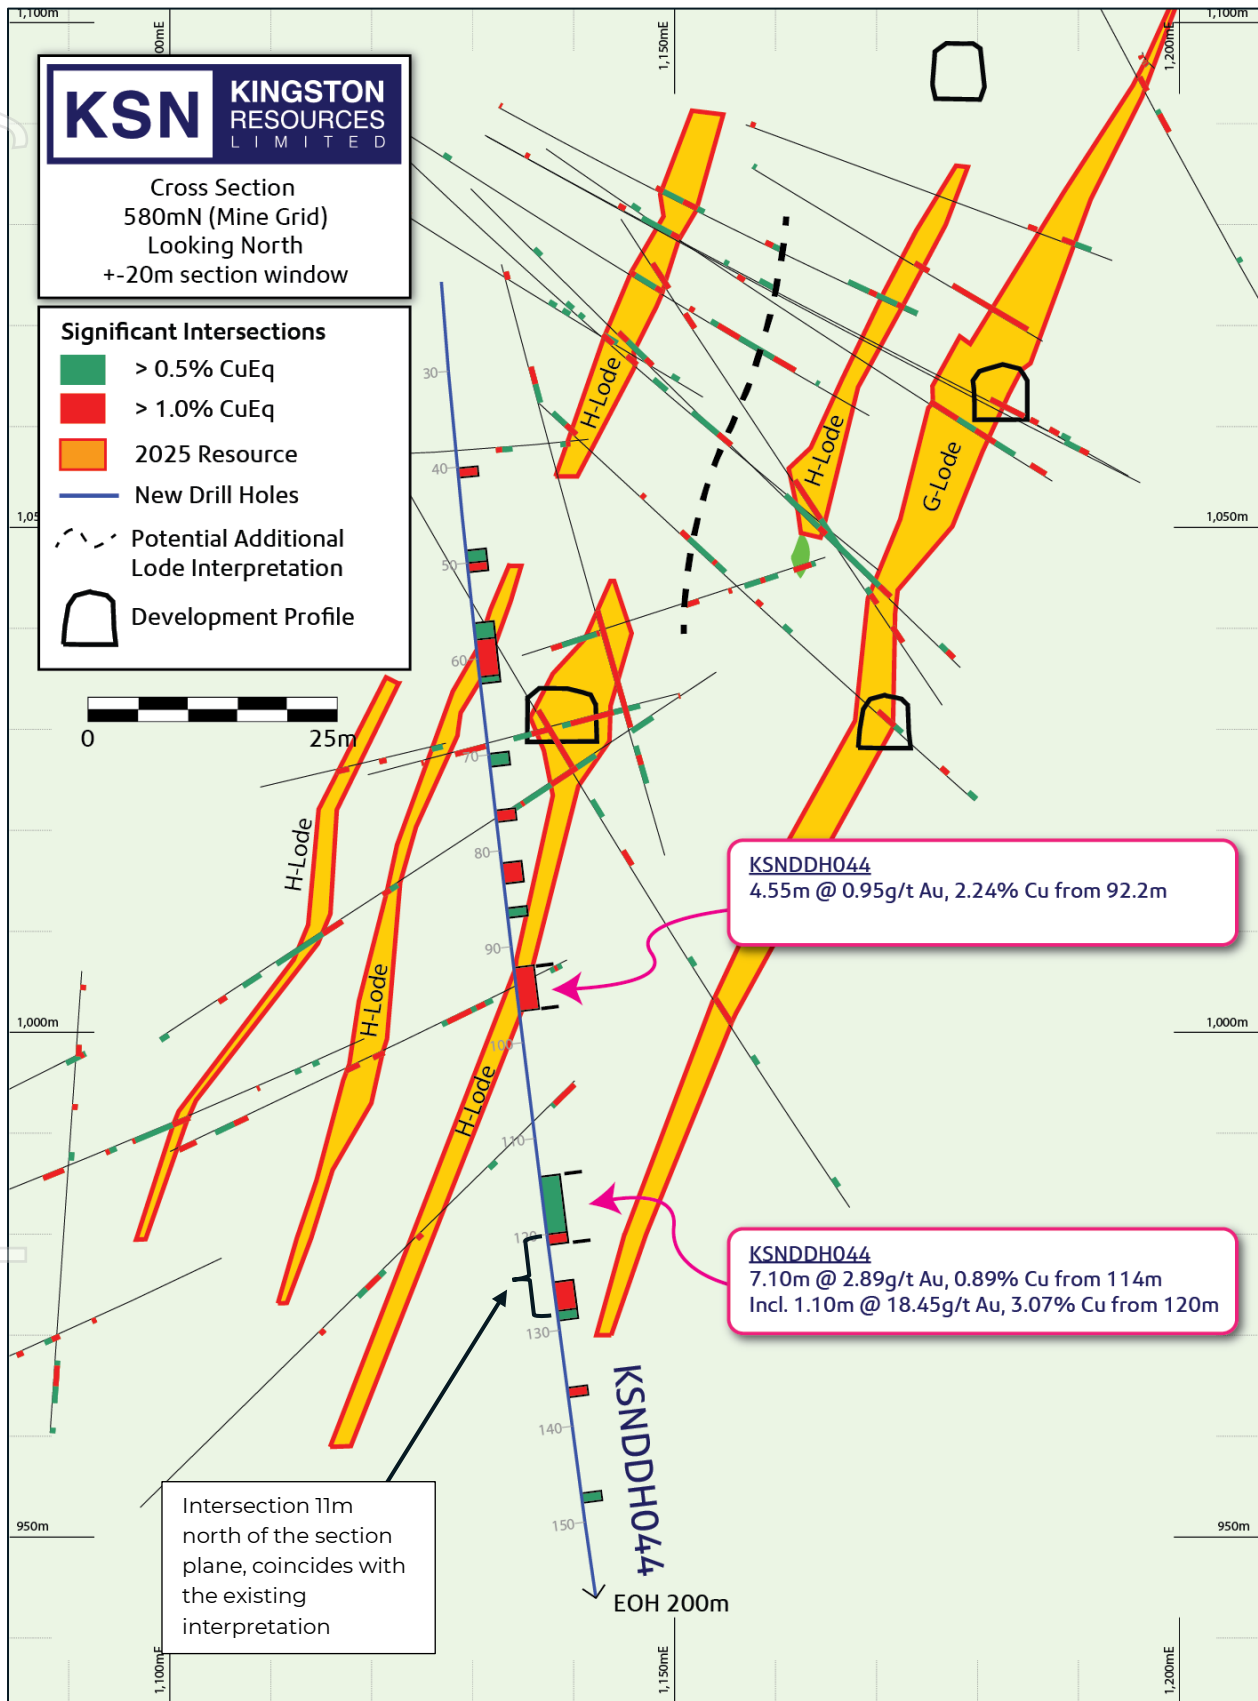 1,100m
1,100m
00mE
1,150mE
1,200mE
KSN
KINGSTON
RESOURCES
LIMITED
Cross Section
580mN (Mine Grid)
Looking North
+-20m section window
Significant Intersections
> 0.5% CuEq
> 1.0% CuEq
2025 Resource
New Drill Holes
Potential Additional
Lode Interpretation
Development Profile
0
25m
30
40
50
60
70
80
90
100
110
120
130
140
150
H-Lode
H-Lode
G-Lode
H-Lode
H-Lode
H-Lode
1,05
1,050m
1,000m
1,000m
950m
950m
KSNDDH044
4.55m @ 0.95g/t Au, 2.24% Cu from 92.2m
KSNDDH044
7.10m @ 2.89g/t Au, 0.89% Cu from 114m
Incl. 1.10m @ 18.45g/t Au, 3.07% Cu from 120m
KSNDDH044
EOH 200m
Intersection 11m
north of the section
plane, coincides with
the existing
interpretation
1,100mE
1,150mE
1,200mE